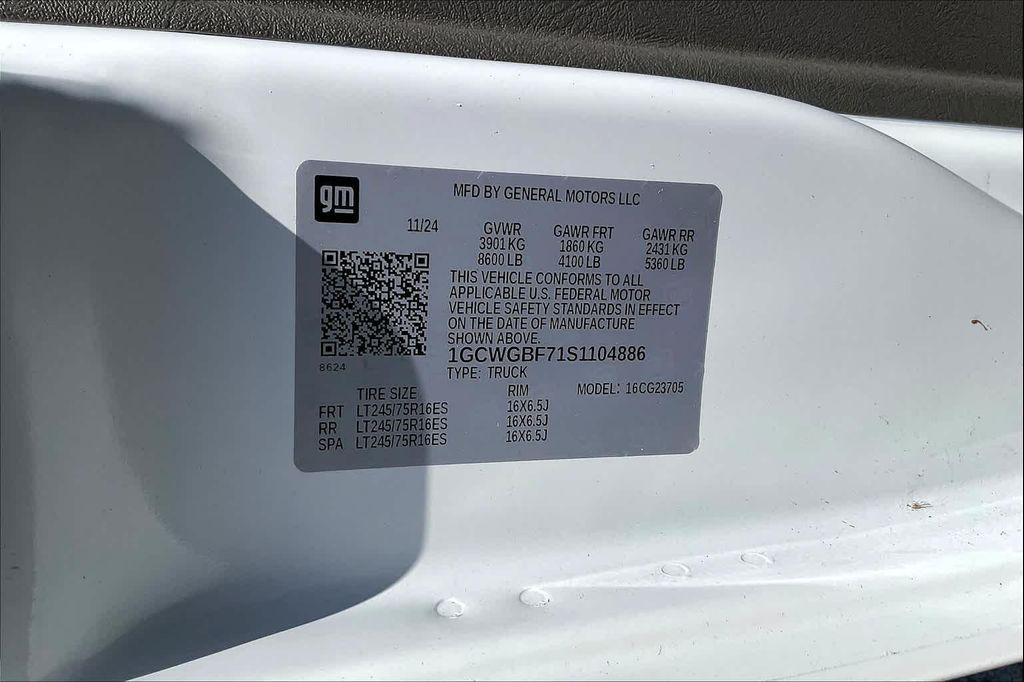 gm
MFD BY GENERAL MOTORS LLC
11/24
GVWR GAWR FRT GAWR RR
3901 KG 1860 KG 2431 KG
8600 LB 4100 LB 5360 LB
THIS VEHICLE CONFORMS TO ALL
APPLICABLE U.S. FEDERAL MOTOR
VEHICLE SAFETY STANDARDS IN EFFECT
ON THE DATE OF MANUFACTURE
SHOWN ABOVE.
1GCWGBF71S1104886
8624
TYPE: TRUCK
TIRE SIZE RIM MODEL: 16CG23705
FRT LT245/75R16ES 16X6.5J
RR LT245/75R16ES 16X6.5J
SPA LT245/75R16ES 16X6.5J